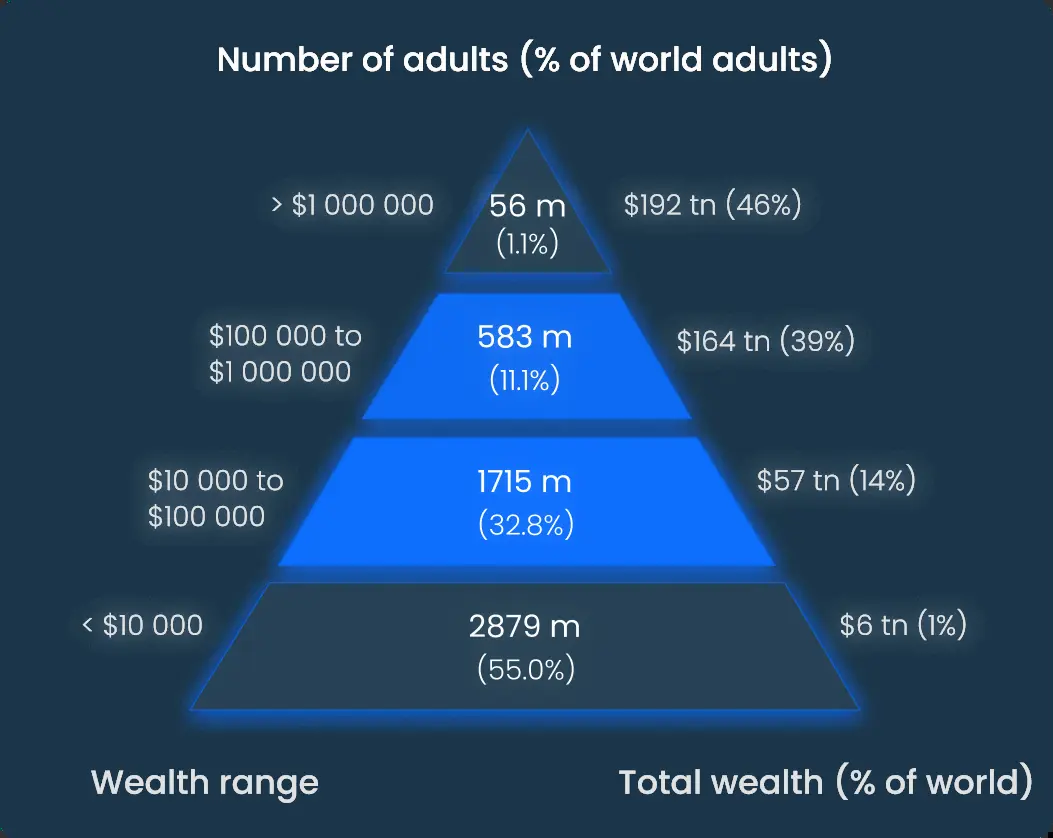 Number of adults (% of world adults)
> $1 000 000
56 m
(1.1%)
$192 tn (46%)
$100 000 to
$1 000 000
583 m
(11.1%)
$164 tn (39%)
$10 000 to
$100 000
1715 m
(32.8%)
$57 tn (14%)
< $10 000
2879 m
(55.0%)
$6 tn (1%)
Wealth range
Total wealth (% of world)